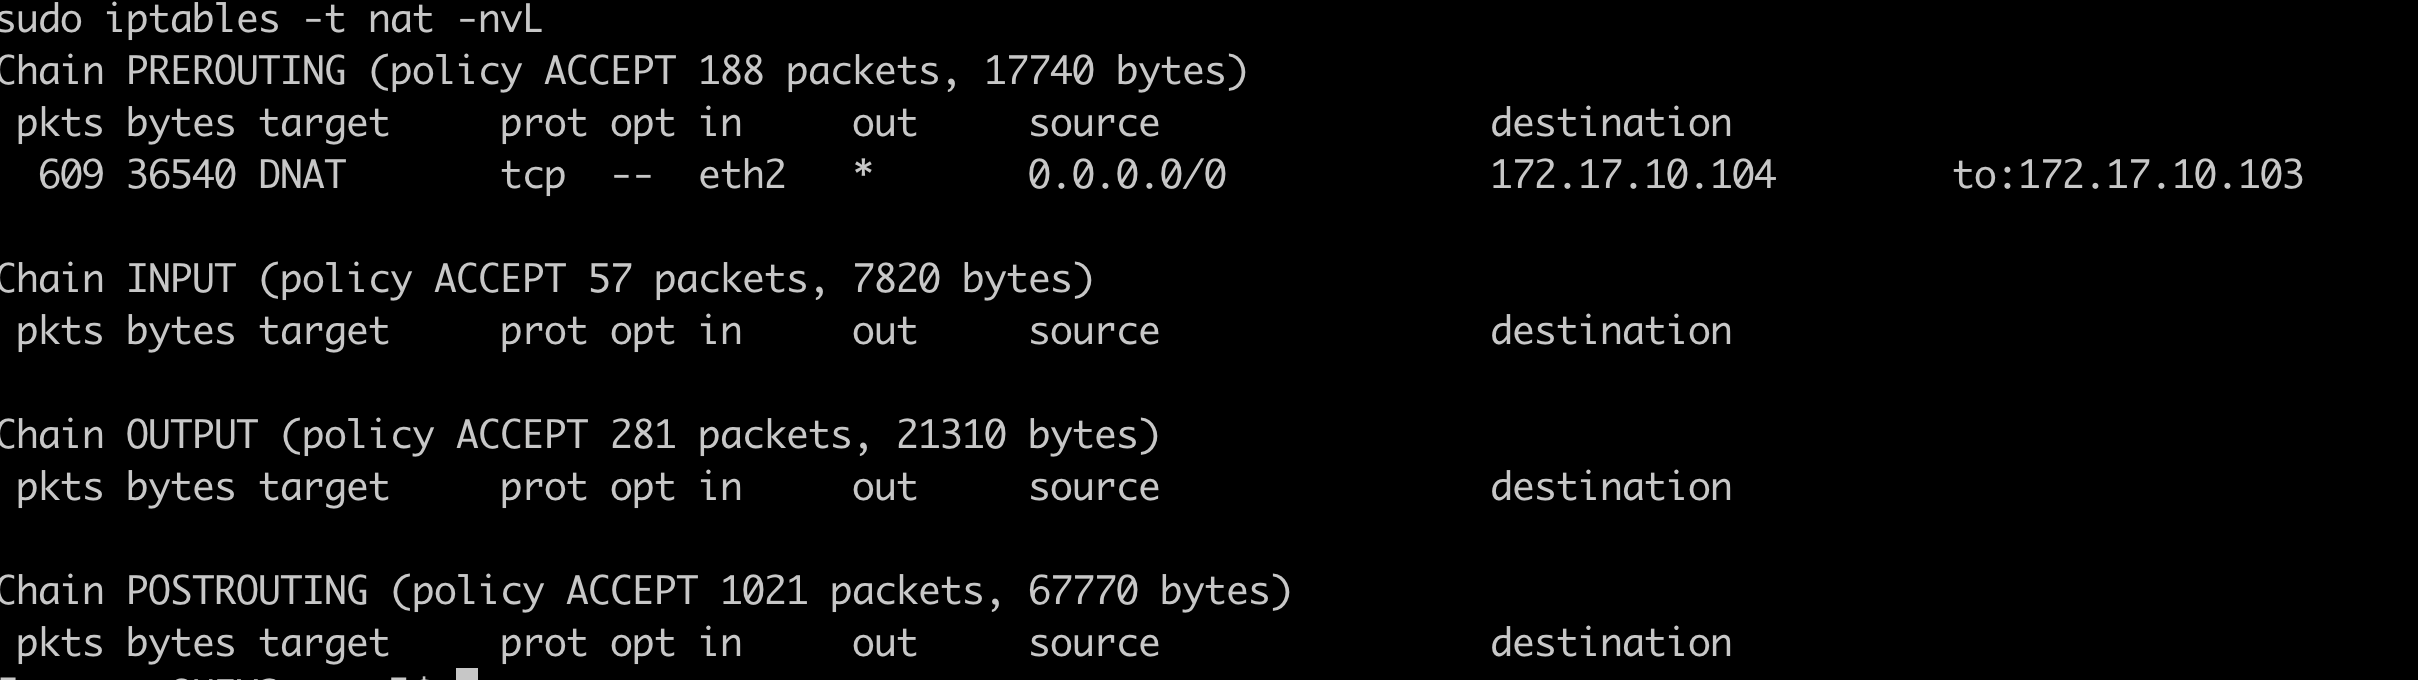 sudo iptables -t nat -nvL
Chain PREROUTING (policy ACCEPT 188 packets, 17740 bytes)
 pkts bytes target     prot opt in     out     source               destination
  609 36540 DNAT       tcp  --  eth2   *       0.0.0.0/0            172.17.10.104        to:172.17.10.103
Chain INPUT (policy ACCEPT 57 packets, 7820 bytes)
 pkts bytes target     prot opt in     out     source               destination
Chain OUTPUT (policy ACCEPT 281 packets, 21310 bytes)
 pkts bytes target     prot opt in     out     source               destination
Chain POSTROUTING (policy ACCEPT 1021 packets, 67770 bytes)
 pkts bytes target     prot opt in     out     source               destination